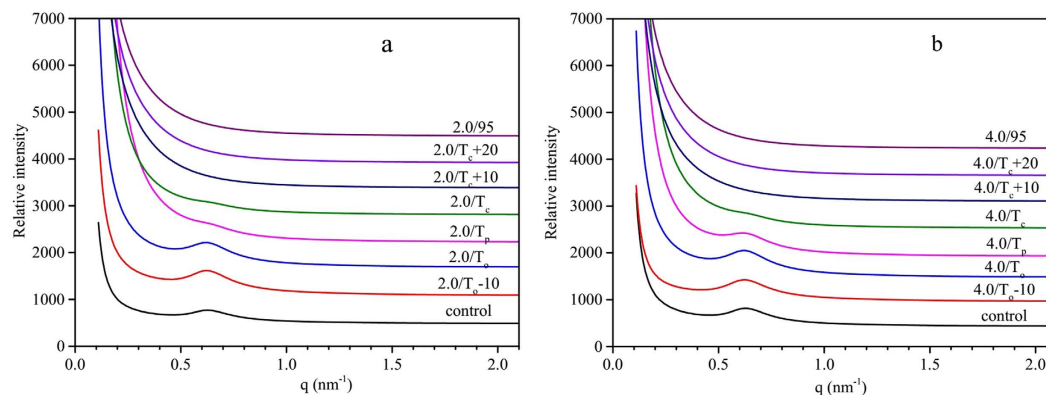 a
7000
6000
5000
4000
3000
2000
1000
0
Relative intensity
2.0/95
2.0/Tc+20
2.0/Tc+10
2.0/Tc
2.0/Tp
2.0/To
2.0/To-10
control
0.0 0.5 1.0 1.5 2.0
q (nm-1)
b
7000
6000
5000
4000
3000
2000
1000
0
Relative intensity
4.0/95
4.0/Tc+20
4.0/Tc+10
4.0/Tc
4.0/Tp
4.0/To
4.0/To-10
control
0.0 0.5 1.0 1.5 2.0
q (nm-1)